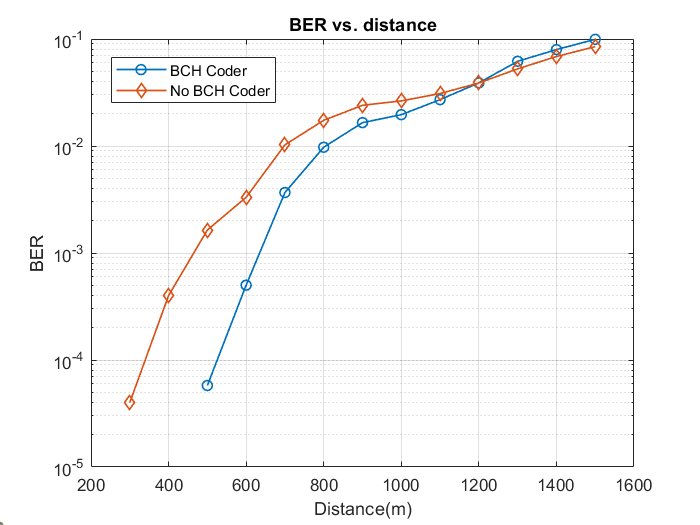 BER vs. distance
BCH Coder
No BCH Coder
10^-1
10^-2
10^-3
10^-4
10^-5
BER
200 400 600 800 1000 1200 1400 1600
Distance(m)